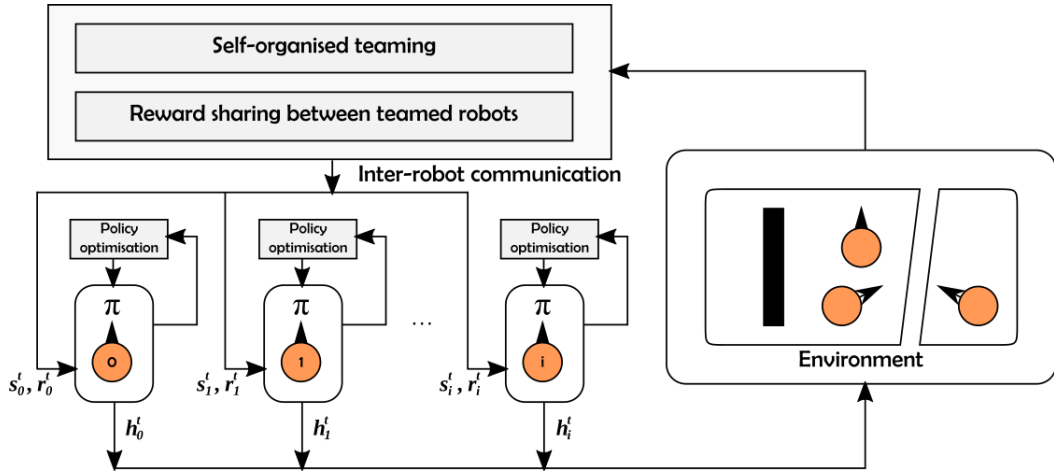 Self-organised teaming
Reward sharing between teamed robots
Inter-robot communication
Policy
optimisation
Policy
optimisation
Policy
optimisation
π
π
π
...
0
1
i
s₀ᵗ, r₀ᵗ
s₁ᵗ, r₁ᵗ
sᵢᵗ, rᵢᵗ
h₀ᵗ
h₁ᵗ
hᵢᵗ
Environment